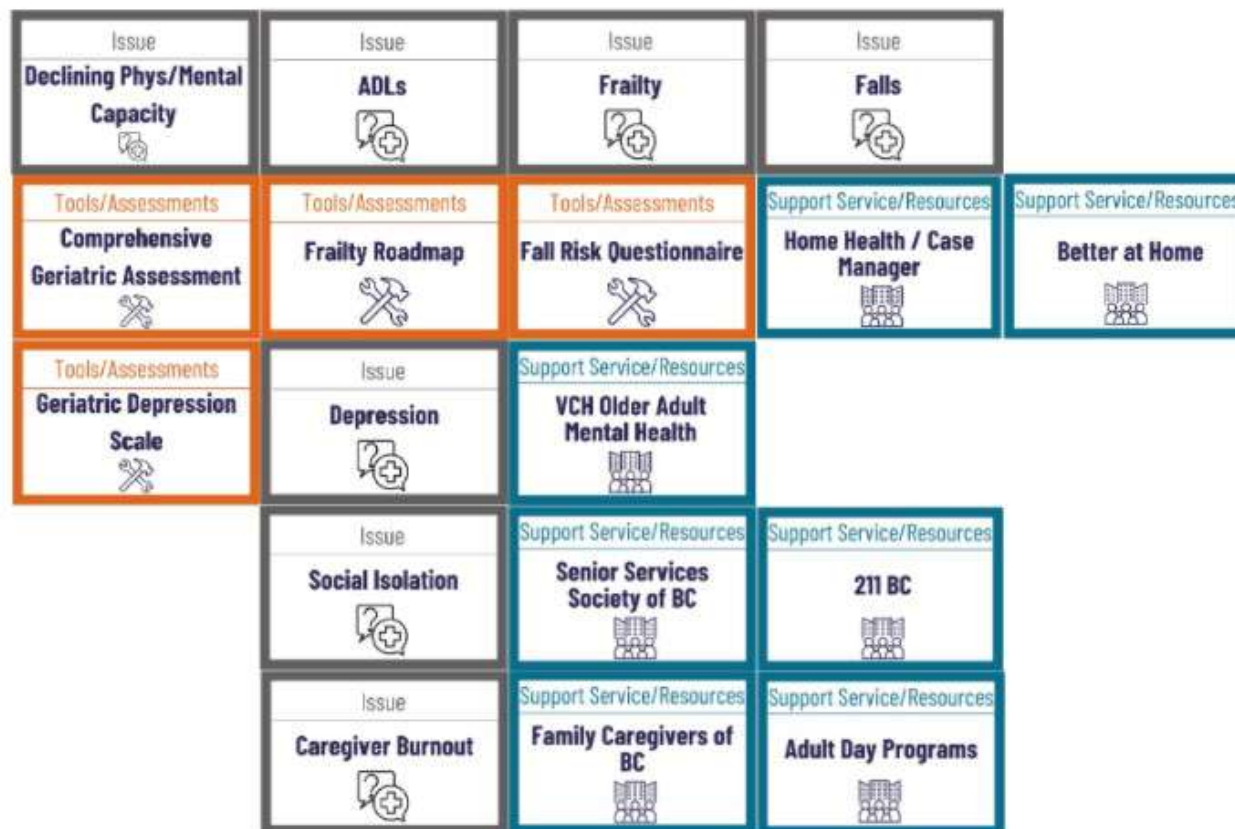 Issue
Declining Phys/Mental
Capacity
Issue
ADLs
Issue
Frailty
Issue
Falls
Tools/Assessments
Comprehensive
Geriatric Assessment
Tools/Assessments
Frailty Roadmap
Tools/Assessments
Fall Risk Questionnaire
Support Service/Resources
Home Health / Case
Manager
Support Service/Resources
Better at Home
Tools/Assessments
Geriatric Depression
Scale
Issue
Depression
Support Service/Resources
VCH Older Adult
Mental Health
Issue
Social Isolation
Support Service/Resources
Senior Services
Society of BC
Support Service/Resources
211 BC
Issue
Caregiver Burnout
Support Service/Resources
Family Caregivers of
BC
Support Service/Resources
Adult Day Programs